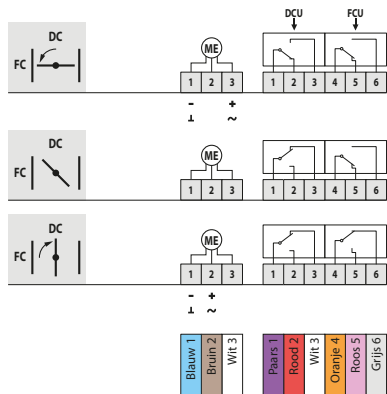 DCU FCU
DC
FC
ME
1 2 3 1 2 3 4 5 6
- +
⊥ ~
DC
FC
ME
1 2 3 1 2 3 4 5 6
DC
FC
ME
1 2 3 1 2 3 4 5 6
- +
⊥ ~
Blauw 1
Bruin 2
Wit 3
Paars 1
Rood 2
Wit 3
Oranje 4
Roos 5
Grijs 6